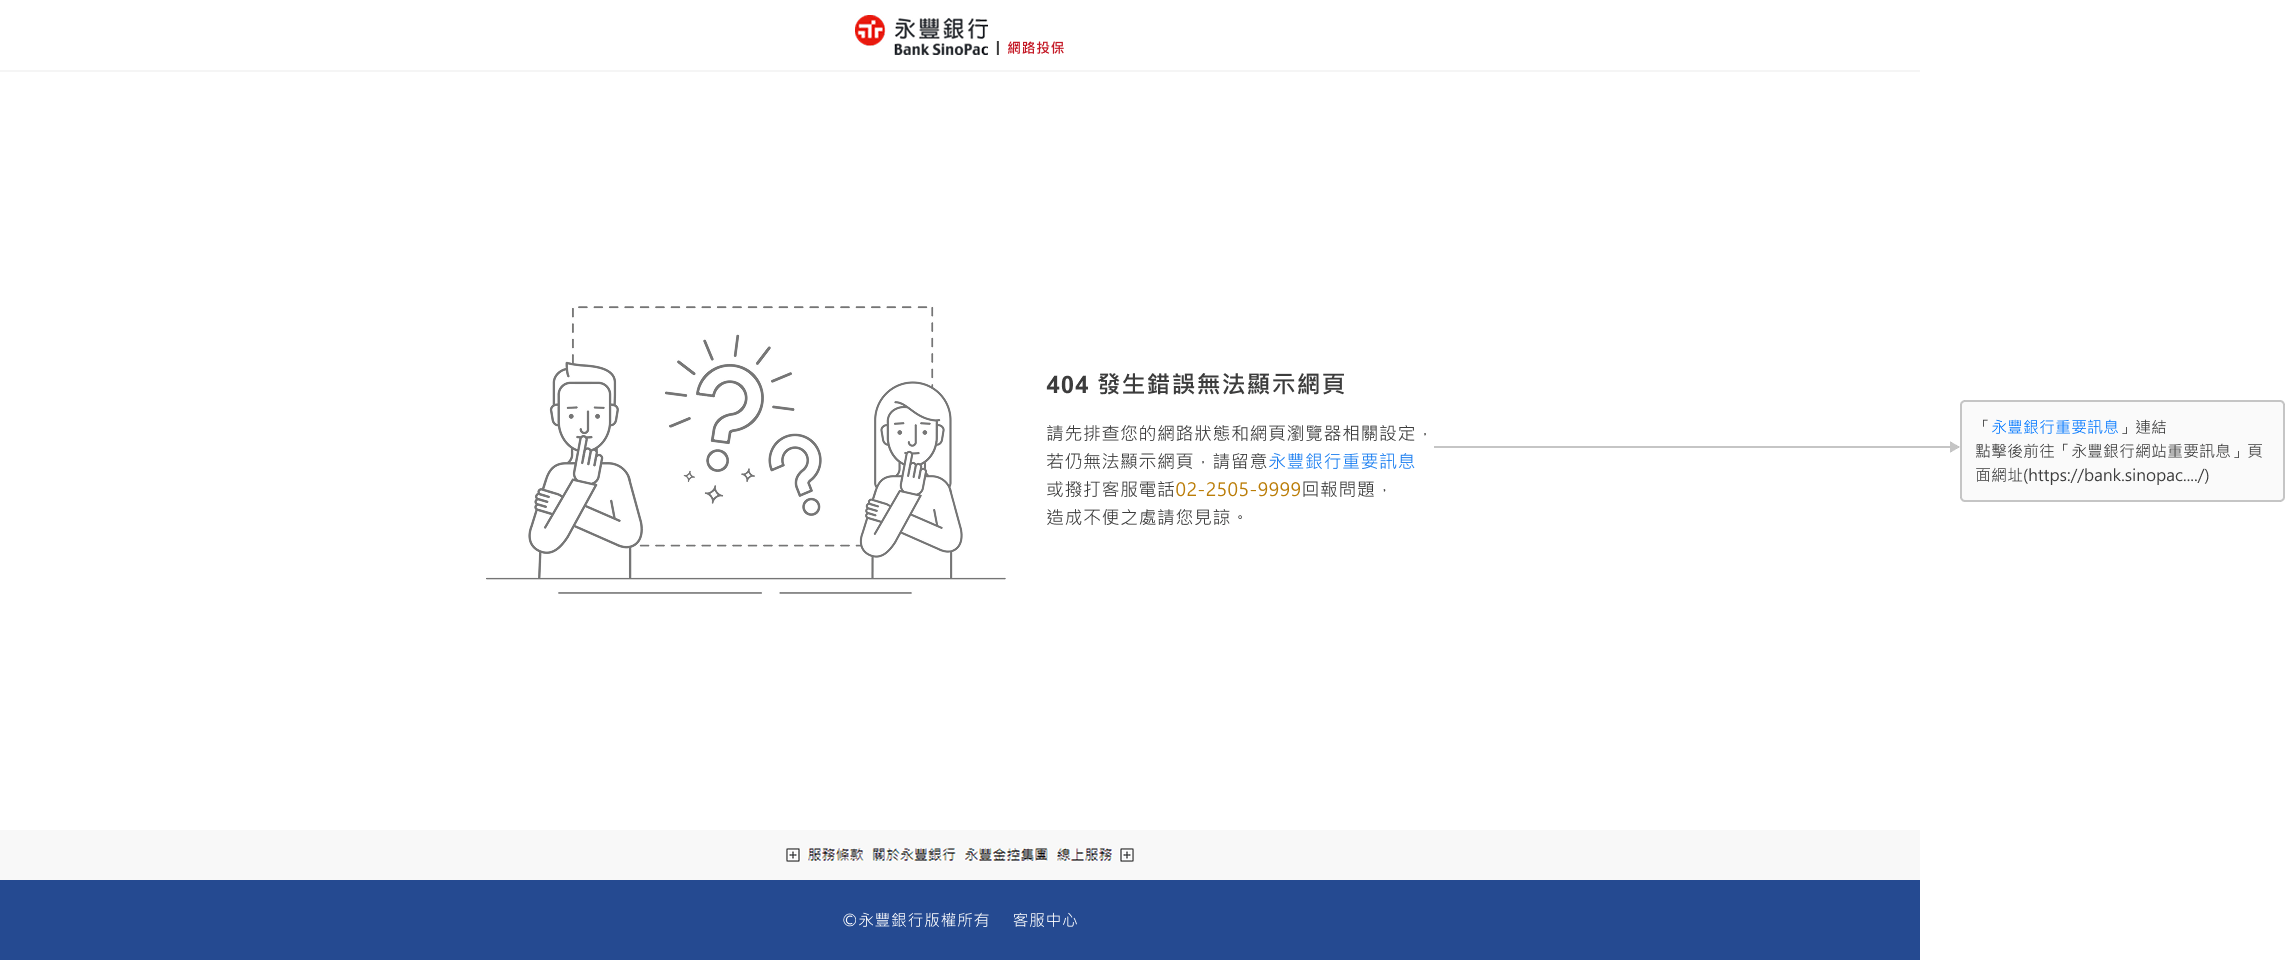 永豐銀行
Bank SinoPac | 網路投保
404 發生錯誤無法顯示網頁
請先排查您的網路狀態和網頁瀏覽器相關設定，
若仍無法顯示網頁，請留意永豐銀行重要訊息
或撥打客服電話02-2505-9999回報問題，
造成不便之處請您見諒。
「永豐銀行重要訊息」連結
點擊後前往「永豐銀行網站重要訊息」頁
面網址(https://bank.sinopac..../)
服務條款 關於永豐銀行 永豐金控集團 線上服務
©永豐銀行版權所有 客服中心